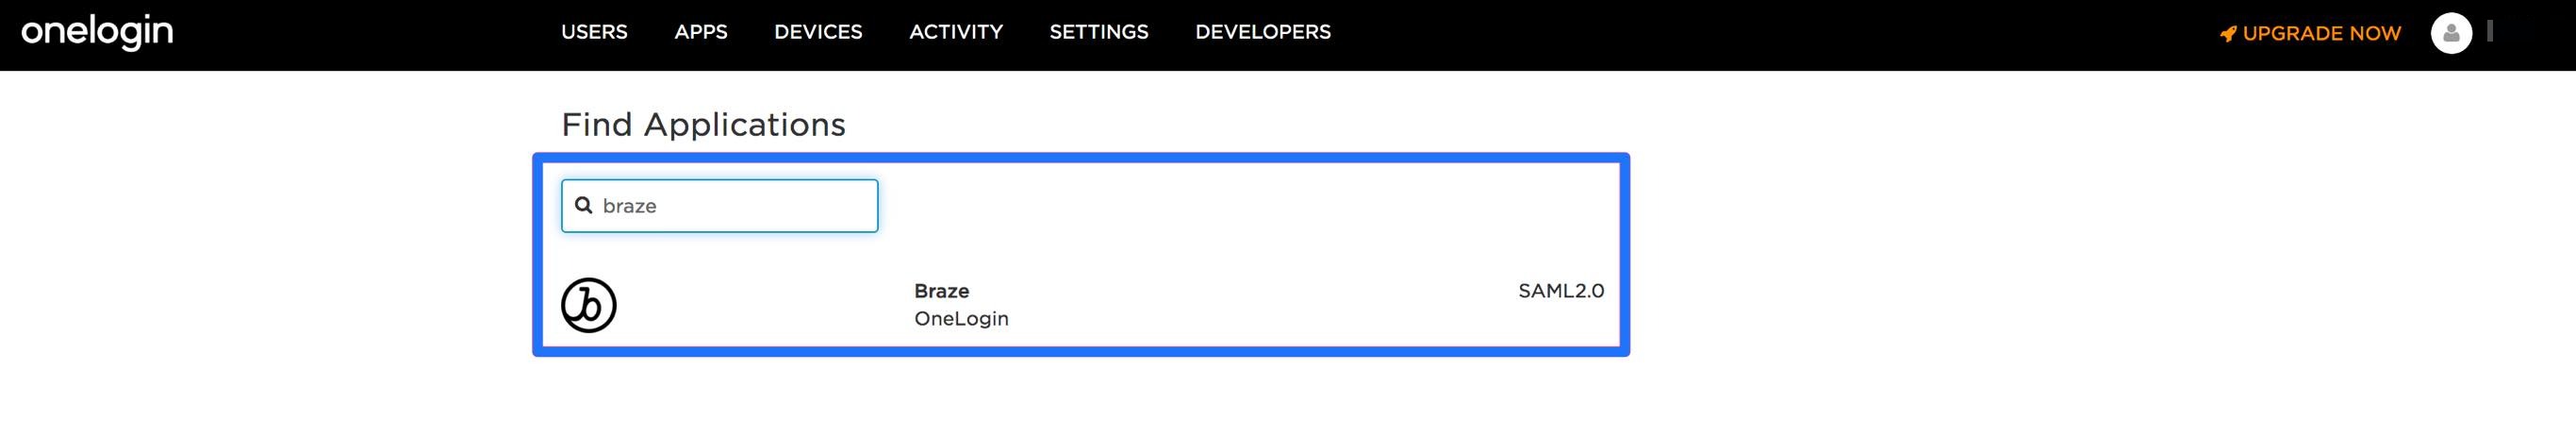 onelogin
USERS APPS DEVICES ACTIVITY SETTINGS DEVELOPERS
UPGRADE NOW
Find Applications
braze
Braze
SAML2.0
OneLogin